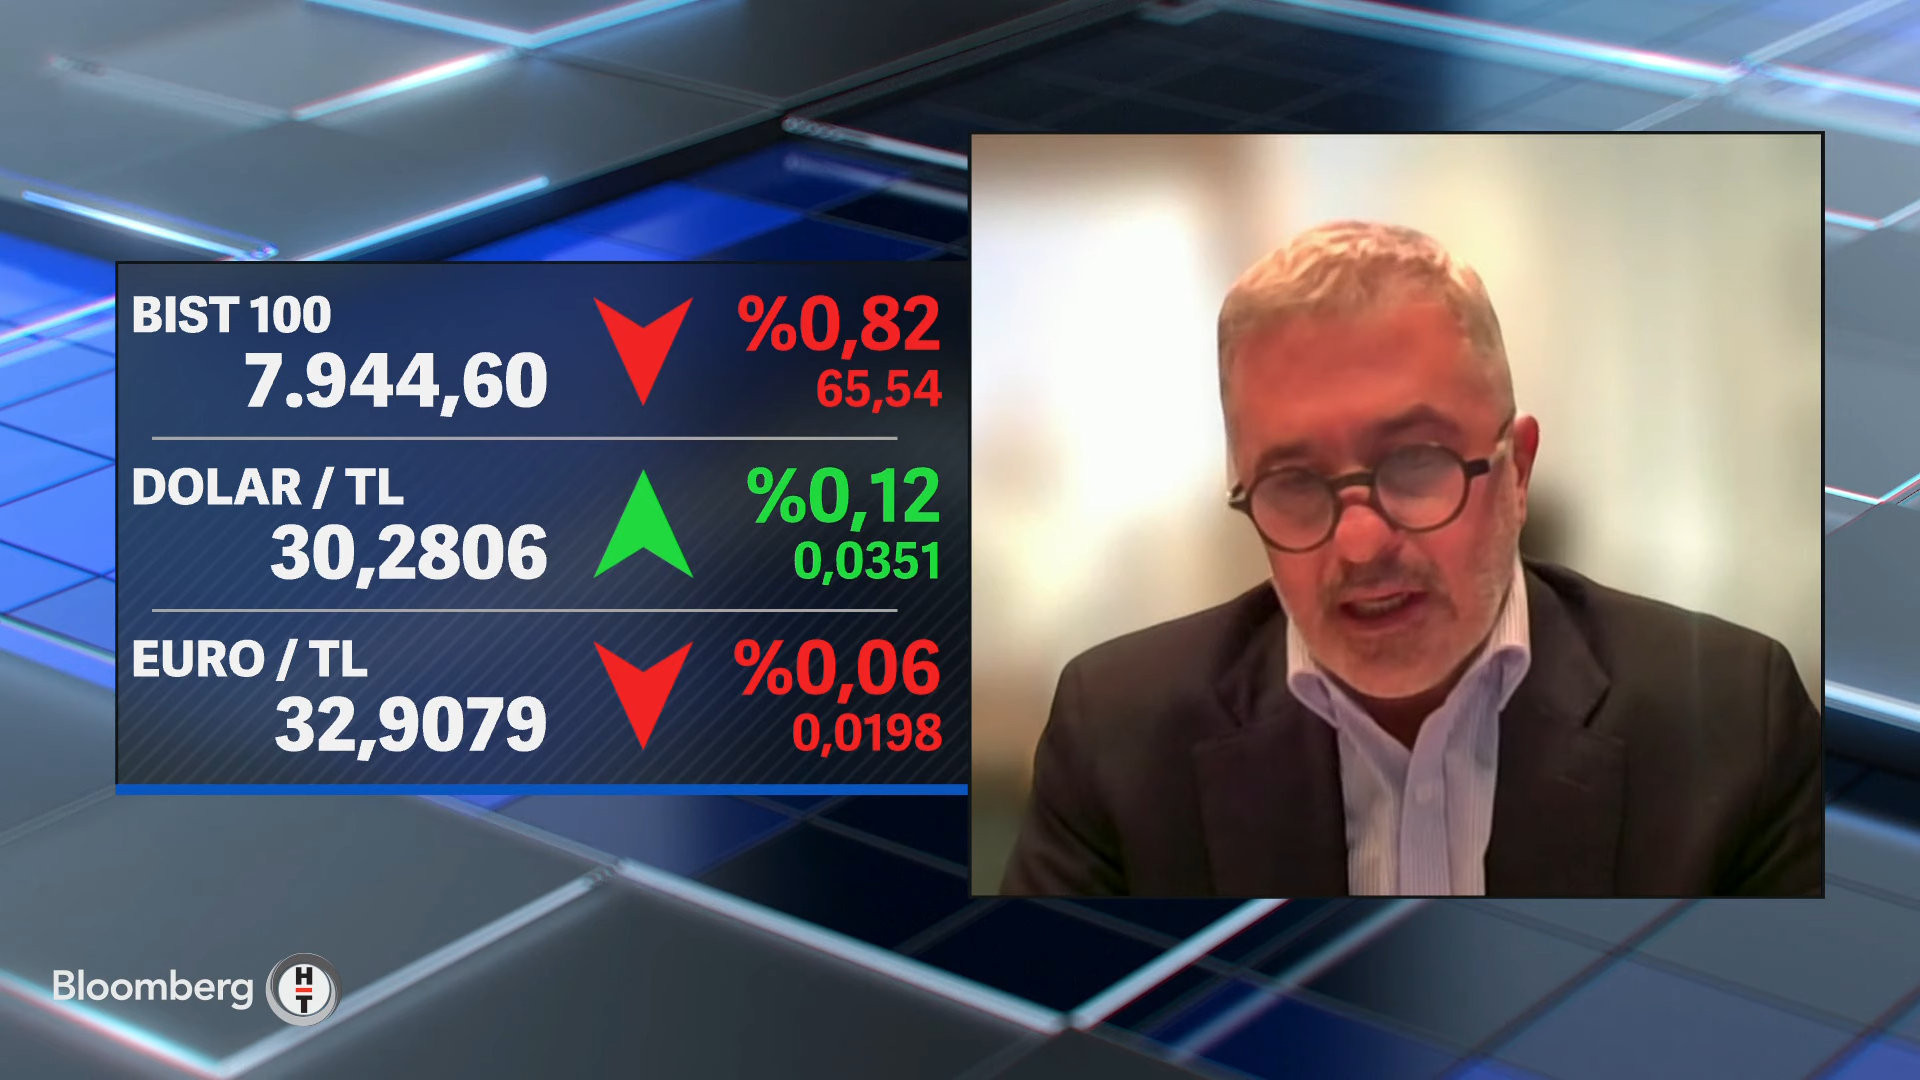 BIST 100
%0,82
7.944,60
65,54
DOLAR / TL
%0,12
30,2806
0,0351
EURO / TL
%0,06
32,9079
0,0198
Bloomberg HT